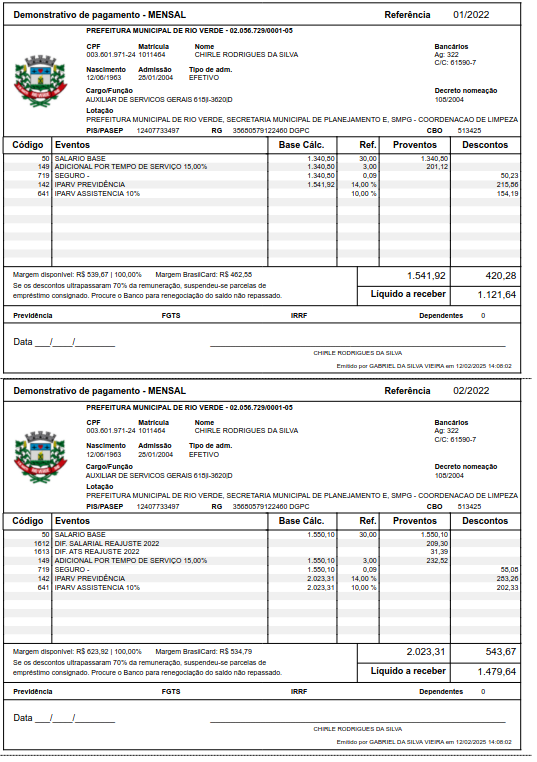 Demonstrativo de pagamento - MENSAL Referência 01/2022
PREFEITURA MUNICIPAL DE RIO VERDE - 02.056.729/0001-05
CPF Matrícula Nome Bancários
003.601.971-24 1011464 CHIRLE RODRIGUES DA SILVA Ag: 322
C/C: 61590-7
Nascimento Admissão Tipo de adm.
12/06/1963 25/01/2004 EFETIVO
Cargo/Função Decreto nomeação
AUXILIAR DE SERVICOS GERAIS 615|I-3620|D 108/2004
Lotação
PREFEITURA MUNICIPAL DE RIO VERDE, SECRETARIA MUNICIPAL DE PLANEJAMENTO E, SMPG - COORDENACAO DE LIMPEZA
PIS/PASEP 12407733497 RG 35680579122460 DGPC CBO 513425
Código Eventos Base Cálc. Ref. Proventos Descontos
50 SALARIO BASE 1.340,80 30,00 1.340,80
149 ADICIONAL POR TEMPO DE SERVIÇO 15,00% 1.340,80 3,00 201,12
719 SEGURO - 1.340,80 0,09 50,23
142 IPARV PREVIDÊNCIA 1.541,92 14,00 % 215,86
641 IPARV ASSISTENCIA 10% 10,00 % 154,19
Margem disponível: R$ 539,67 | 100,00% Margem BrasilCard: R$ 462,55 1.541,92 420,28
Se os descontos ultrapassaram 70% da remuneração, suspendeu-se parcelas de
empréstimo consignado. Procure o Banco para renegociação do saldo não repassado. Líquido a receber 1.121,64
Previdência FGTS IRRF Dependentes 0
Data ___/____/________
CHIRLE RODRIGUES DA SILVA
Emitido por GABRIEL DA SILVA VIEIRA em 12/02/2025 14:08:02
Demonstrativo de pagamento - MENSAL Referência 02/2022
PREFEITURA MUNICIPAL DE RIO VERDE - 02.056.729/0001-05
CPF Matrícula Nome Bancários
003.601.971-24 1011464 CHIRLE RODRIGUES DA SILVA Ag: 322
C/C: 61590-7
Nascimento Admissão Tipo de adm.
12/06/1963 25/01/2004 EFETIVO
Cargo/Função Decreto nomeação
AUXILIAR DE SERVICOS GERAIS 615|I-3620|D 108/2004
Lotação
PREFEITURA MUNICIPAL DE RIO VERDE, SECRETARIA MUNICIPAL DE PLANEJAMENTO E, SMPG - COORDENACAO DE LIMPEZA
PIS/PASEP 12407733497 RG 35680579122460 DGPC CBO 513425
Código Eventos Base Cálc. Ref. Proventos Descontos
50 SALARIO BASE 1.550,10 30,00 1.550,10
1612 DIF. SALARIAL REAJUSTE 2022 209,30
1613 DIF. ATS REAJUSTE 2022 31,39
149 ADICIONAL POR TEMPO DE SERVIÇO 15,00% 1.550,10 3,00 232,52
719 SEGURO - 1.550,10 0,09 58,08
142 IPARV PREVIDÊNCIA 2.023,31 14,00 % 283,26
641 IPARV ASSISTENCIA 10% 2.023,31 10,00 % 202,33
Margem disponível: R$ 623,92 | 100,00% Margem BrasilCard: R$ 534,79 2.023,31 543,67
Se os descontos ultrapassaram 70% da remuneração, suspendeu-se parcelas de
empréstimo consignado. Procure o Banco para renegociação do saldo não repassado. Líquido a receber 1.479,64
Previdência FGTS IRRF Dependentes 0
Data ___/____/________
CHIRLE RODRIGUES DA SILVA
Emitido por GABRIEL DA SILVA VIEIRA em 12/02/2025 14:08:02